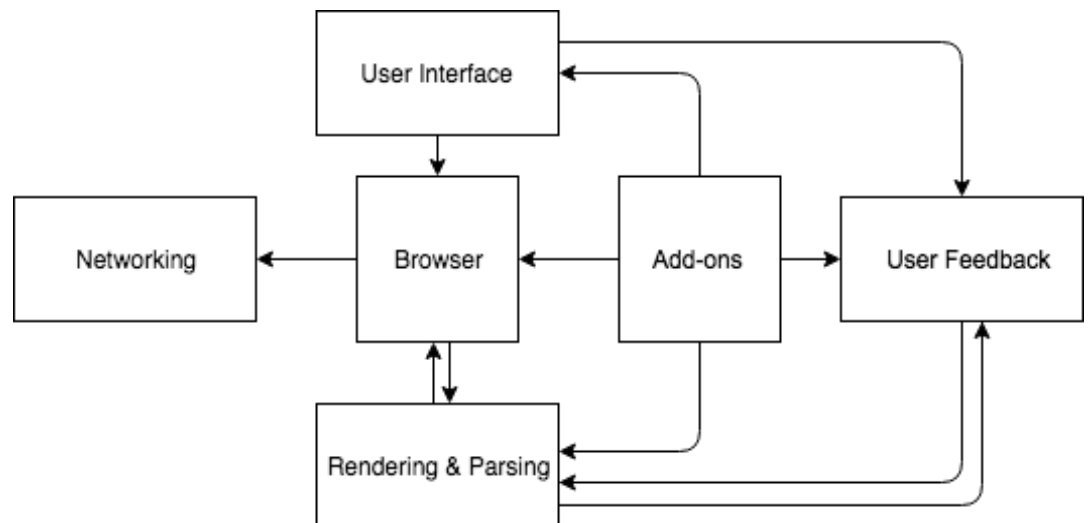 User Interface
Networking
Browser
Add-ons
User Feedback
Rendering & Parsing